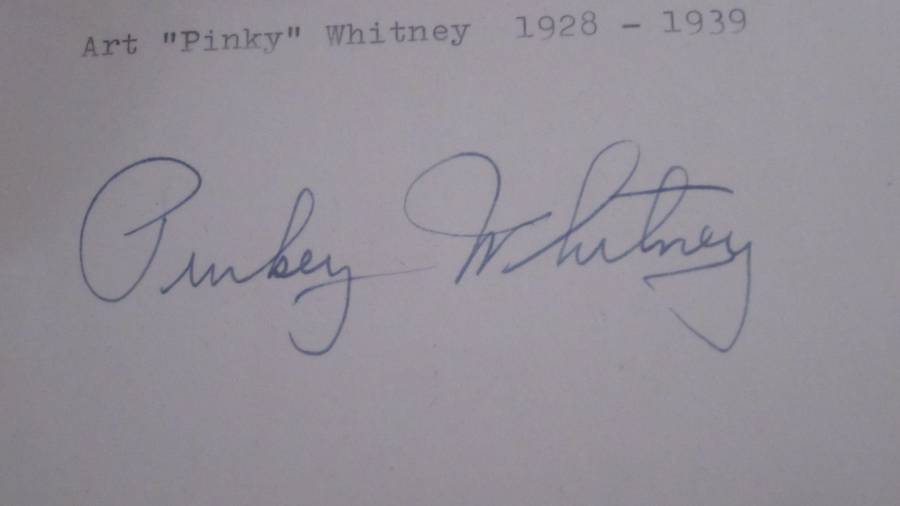 Art "Pinky" Whitney 1928 - 1939
Pinkey Whitney